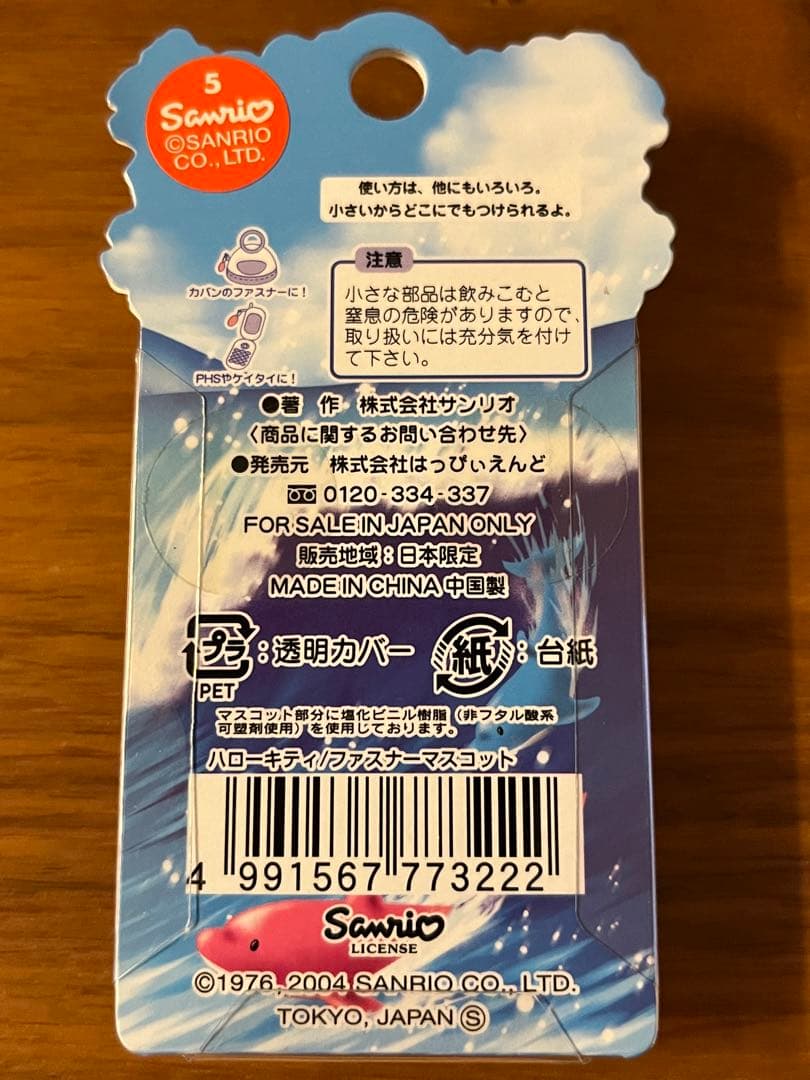 5
Sanrio
©SANRIO
CO., LTD.
使い方は、他にもいろいろ。
小さいからどこにでもつけられるよ。
カバンのファスナーに!
PHSやケイタイに!
注意
小さな部品は飲みこむと
窒息の危険がありますので、
取り扱いには充分気を付け
て下さい。
●著 作 株式会社サンリオ
〈商品に関するお問い合わせ先〉
●発売元 株式会社はっぴぃえんど
0120-334-337
FOR SALE IN JAPAN ONLY
販売地域:日本限定
MADE IN CHINA 中国製
プラ:透明カバー 紙:台紙
PET
マスコット部分に塩化ビニル樹脂(非フタル酸系
可塑剤使用)を使用しております。
ハローキティ/ファスナーマスコット
4 991567 773222
Sanrio
LICENSE
©1976, 2004 SANRIO CO., LTD.
TOKYO, JAPAN Ⓢ